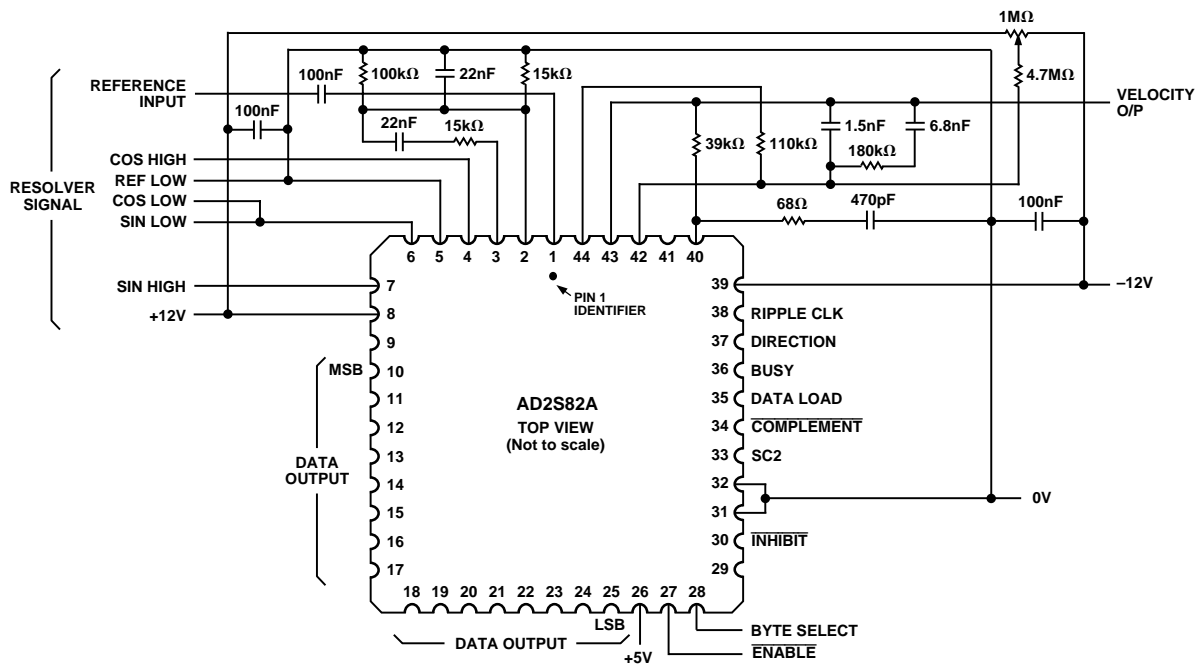 1MΩ
100nF
100kΩ
22nF
15kΩ
4.7MΩ
REFERENCE
INPUT
VELOCITY
O/P
100nF
22nF
15kΩ
39kΩ
110kΩ
1.5nF
6.8nF
180kΩ
COS HIGH
RESOLVER
SIGNAL
REF LOW
COS LOW
SIN LOW
68Ω
470pF
100nF
6 5 4 3 2 1 44 43 42 41 40
PIN 1
IDENTIFIER
SIN HIGH
7
39
–12V
+12V
8
38 RIPPLE CLK
9
37 DIRECTION
MSB 10
36 BUSY
11
35 DATA LOAD
AD2S82A
TOP VIEW
(Not to scale)
12
34 COMPLEMENT
DATA
OUTPUT
13
33 SC2
14
32
0V
15
31
16
30 INHIBIT
17
29
18 19 20 21 22 23 24 25 26 27 28
LSB
DATA OUTPUT
+5V
BYTE SELECT
ENABLE